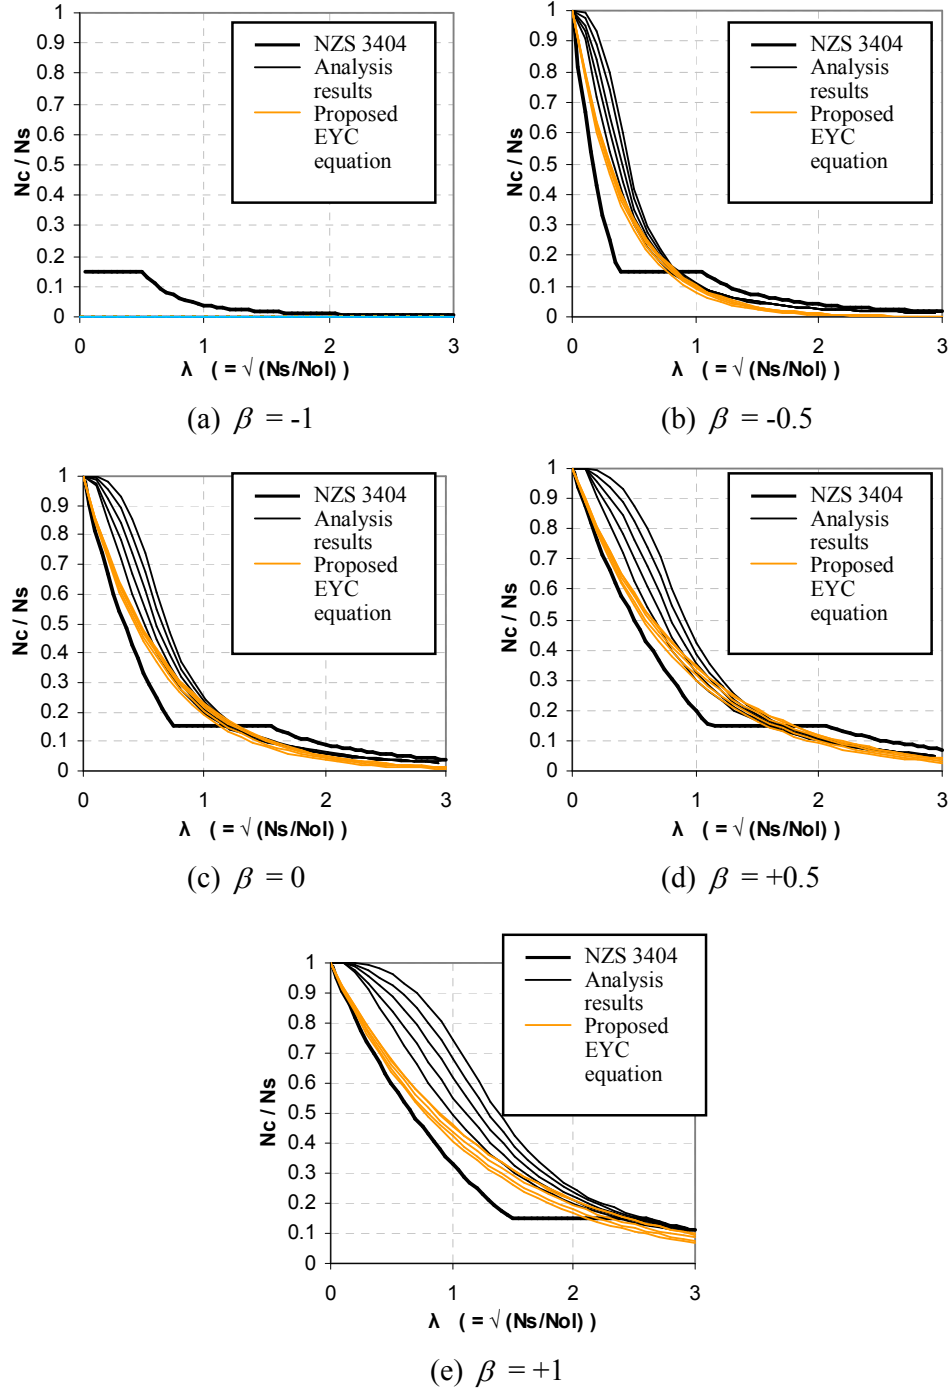 1
0.9
0.8
0.7
0.6
0.5
0.4
0.3
0.2
0.1
0
Nc / Ns
NZS 3404
Analysis
results
Proposed
EYC
equation
0 1 2 3
λ ( = √ (Ns/Nol) )
(a) β = -1
1
0.9
0.8
0.7
0.6
0.5
0.4
0.3
0.2
0.1
0
Nc / Ns
NZS 3404
Analysis
results
Proposed
EYC
equation
0 1 2 3
λ ( = √ (Ns/Nol) )
(b) β = -0.5
1
0.9
0.8
0.7
0.6
0.5
0.4
0.3
0.2
0.1
0
Nc / Ns
NZS 3404
Analysis
results
Proposed
EYC
equation
0 1 2 3
λ ( = √ (Ns/Nol) )
(c) β = 0
1
0.9
0.8
0.7
0.6
0.5
0.4
0.3
0.2
0.1
0
Nc / Ns
NZS 3404
Analysis
results
Proposed
EYC
equation
0 1 2 3
λ ( = √ (Ns/Nol) )
(d) β = +0.5
1
0.9
0.8
0.7
0.6
0.5
0.4
0.3
0.2
0.1
0
Nc / Ns
NZS 3404
Analysis
results
Proposed
EYC
equation
0 1 2 3
λ ( = √ (Ns/Nol) )
(e) β = +1